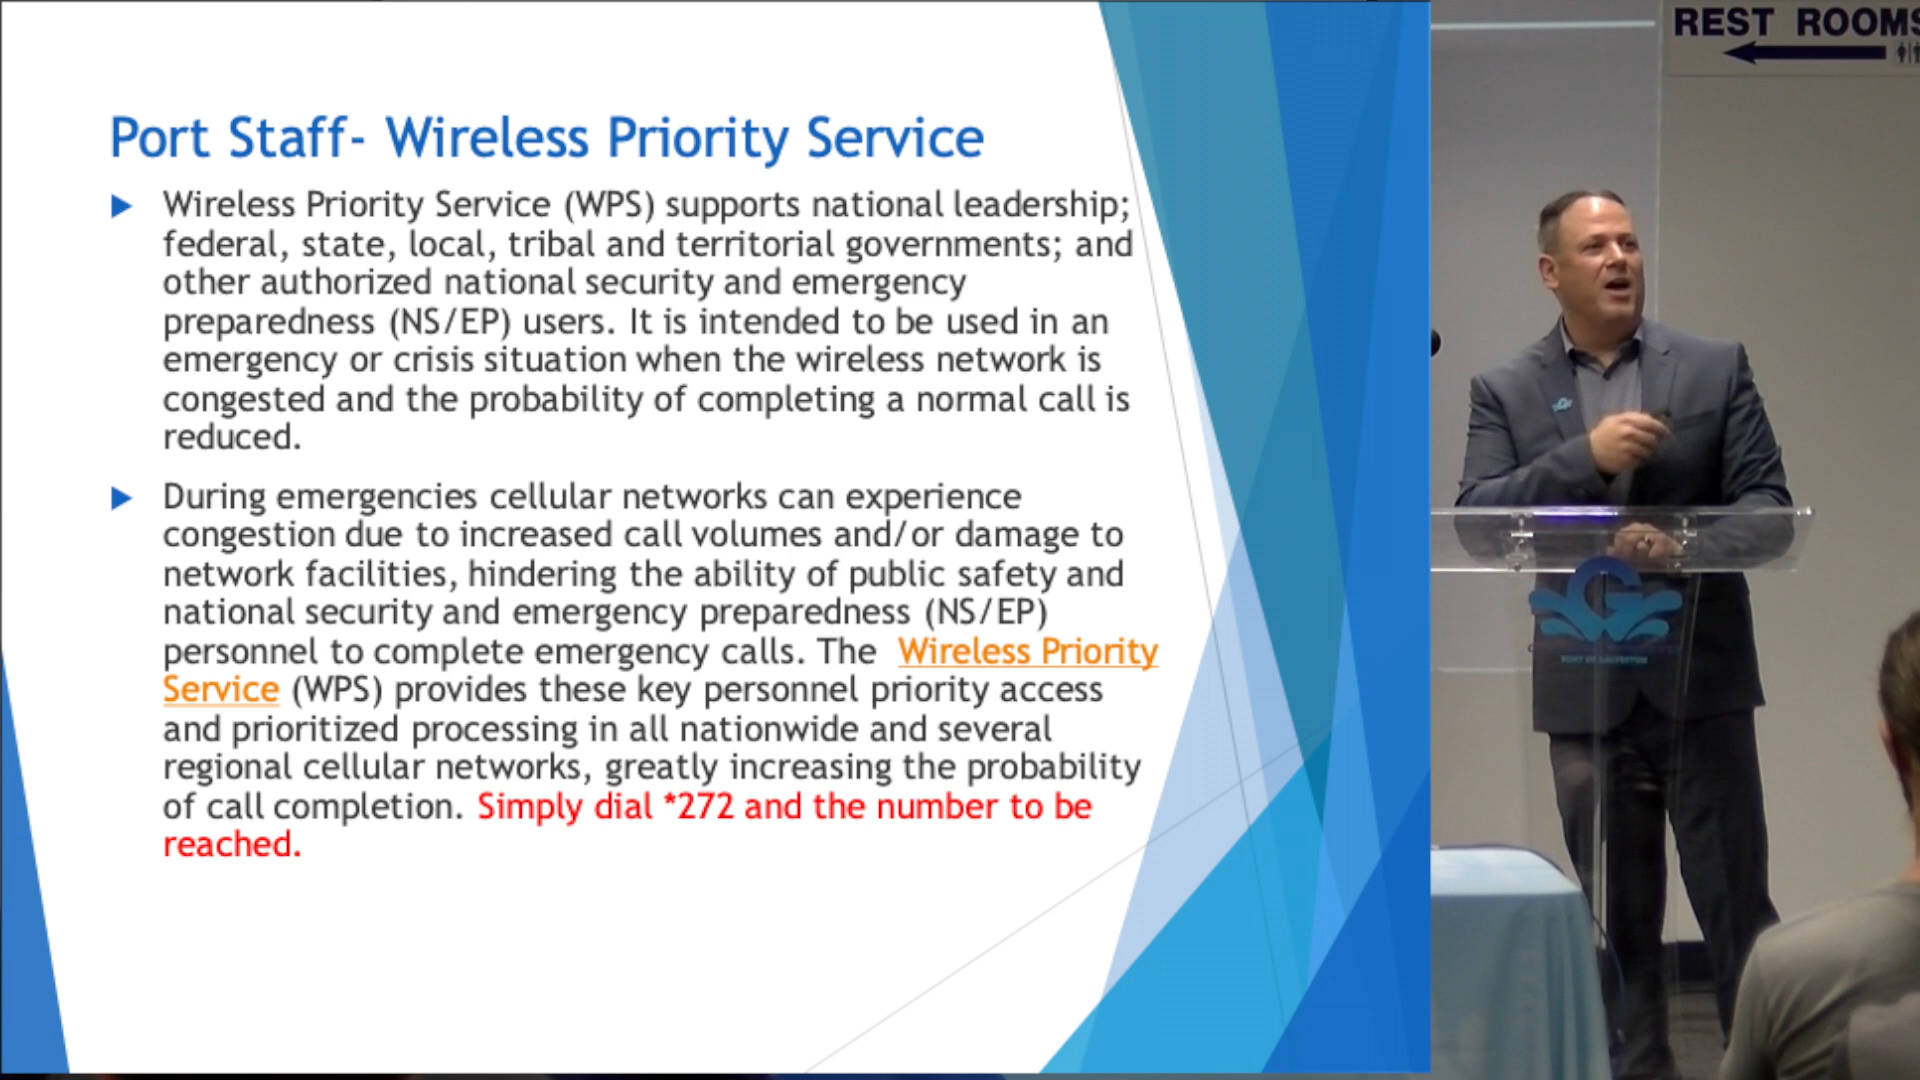 Port Staff- Wireless Priority Service
Wireless Priority Service (WPS) supports national leadership;
federal, state, local, tribal and territorial governments; and
other authorized national security and emergency
preparedness (NS/EP) users. It is intended to be used in an
emergency or crisis situation when the wireless network is
congested and the probability of completing a normal call is
reduced.
During emergencies cellular networks can experience
congestion due to increased call volumes and/or damage to
network facilities, hindering the ability of public safety and
national security and emergency preparedness (NS/EP)
personnel to complete emergency calls. The Wireless Priority
Service (WPS) provides these key personnel priority access
and prioritized processing in all nationwide and several
regional cellular networks, greatly increasing the probability
of call completion. Simply dial *272 and the number to be
reached.
REST ROOMS
PORT OF GALVESTON